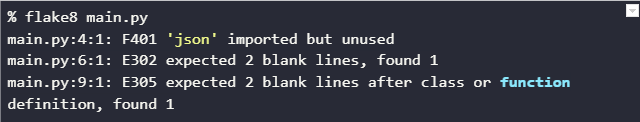 % flake8 main.py
main.py:4:1: F401 'json' imported but unused
main.py:6:1: E302 expected 2 blank lines, found 1
main.py:9:1: E305 expected 2 blank lines after class or function
definition, found 1